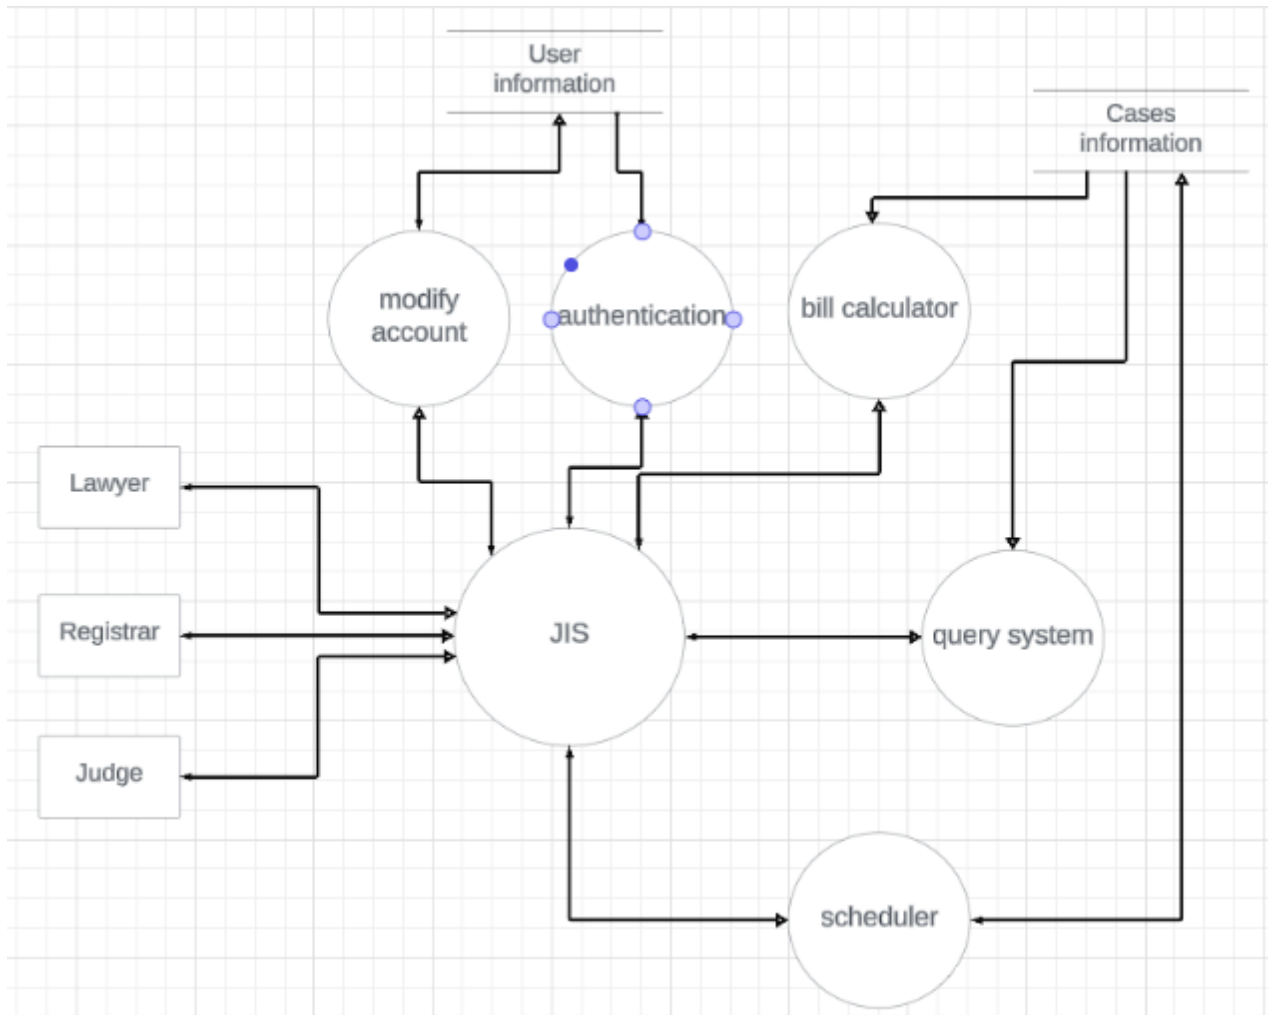 User
information
Cases
information
modify
account
authentication
bill calculator
Lawyer
Registrar
JIS
query system
Judge
scheduler